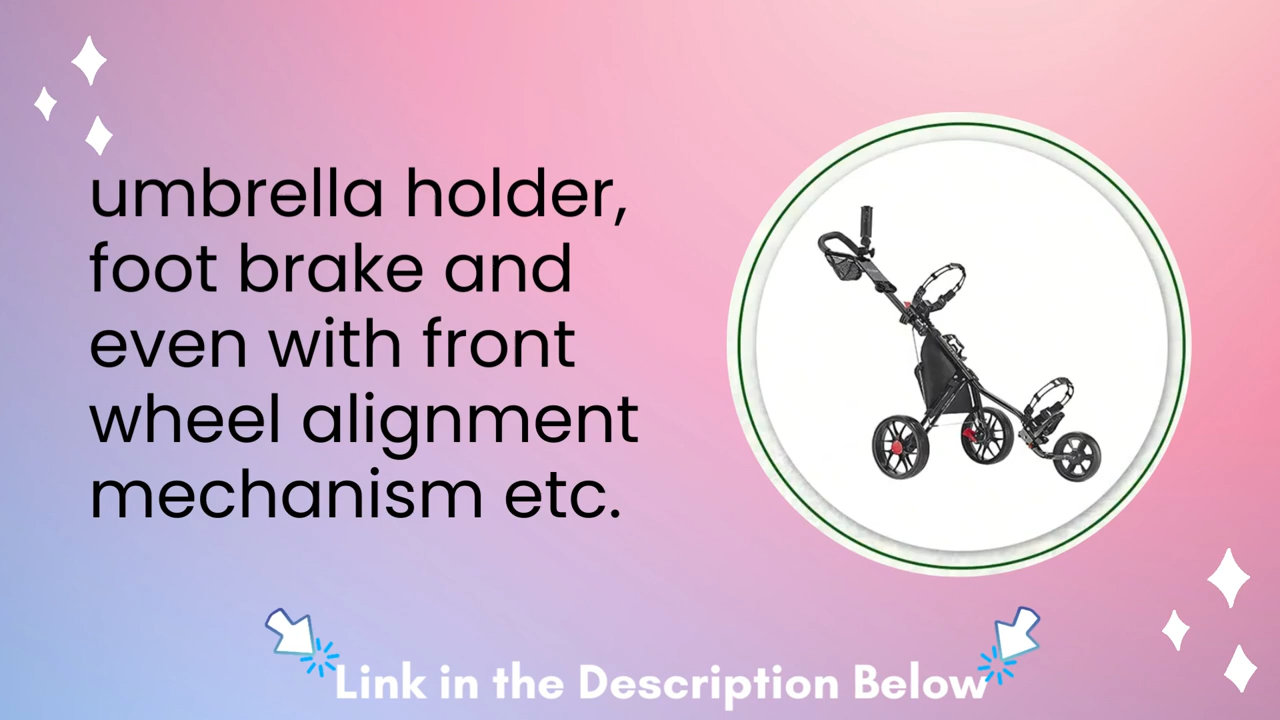 umbrella holder,
foot brake and
even with front
wheel alignment
mechanism etc.
Link in the Description Below